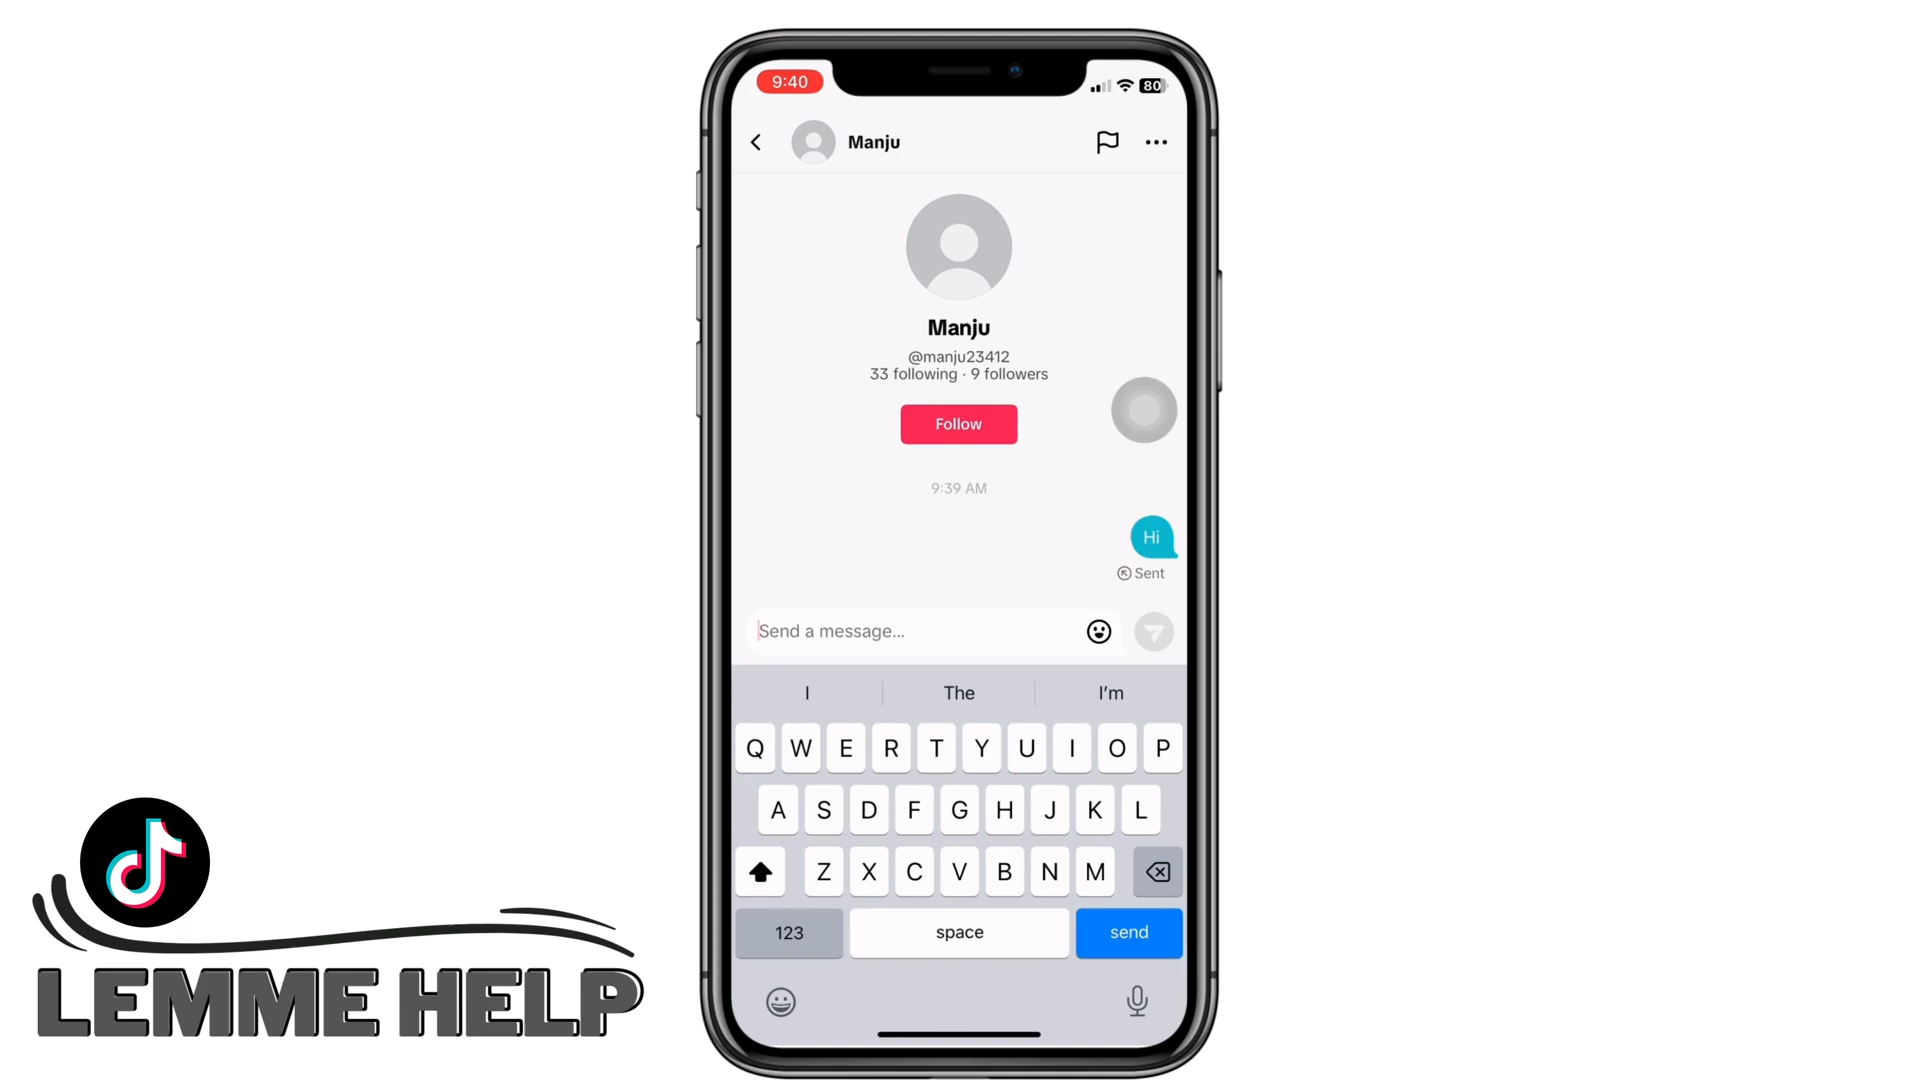 9:40
80
Manju
Manju
@manju23412
33 following · 9 followers
Follow
9:39 AM
Hi
Sent
Send a message...
I The I'm
Q W E R T Y U I O P
A S D F G H J K L
Z X C V B N M
123 space send
LEMME HELP